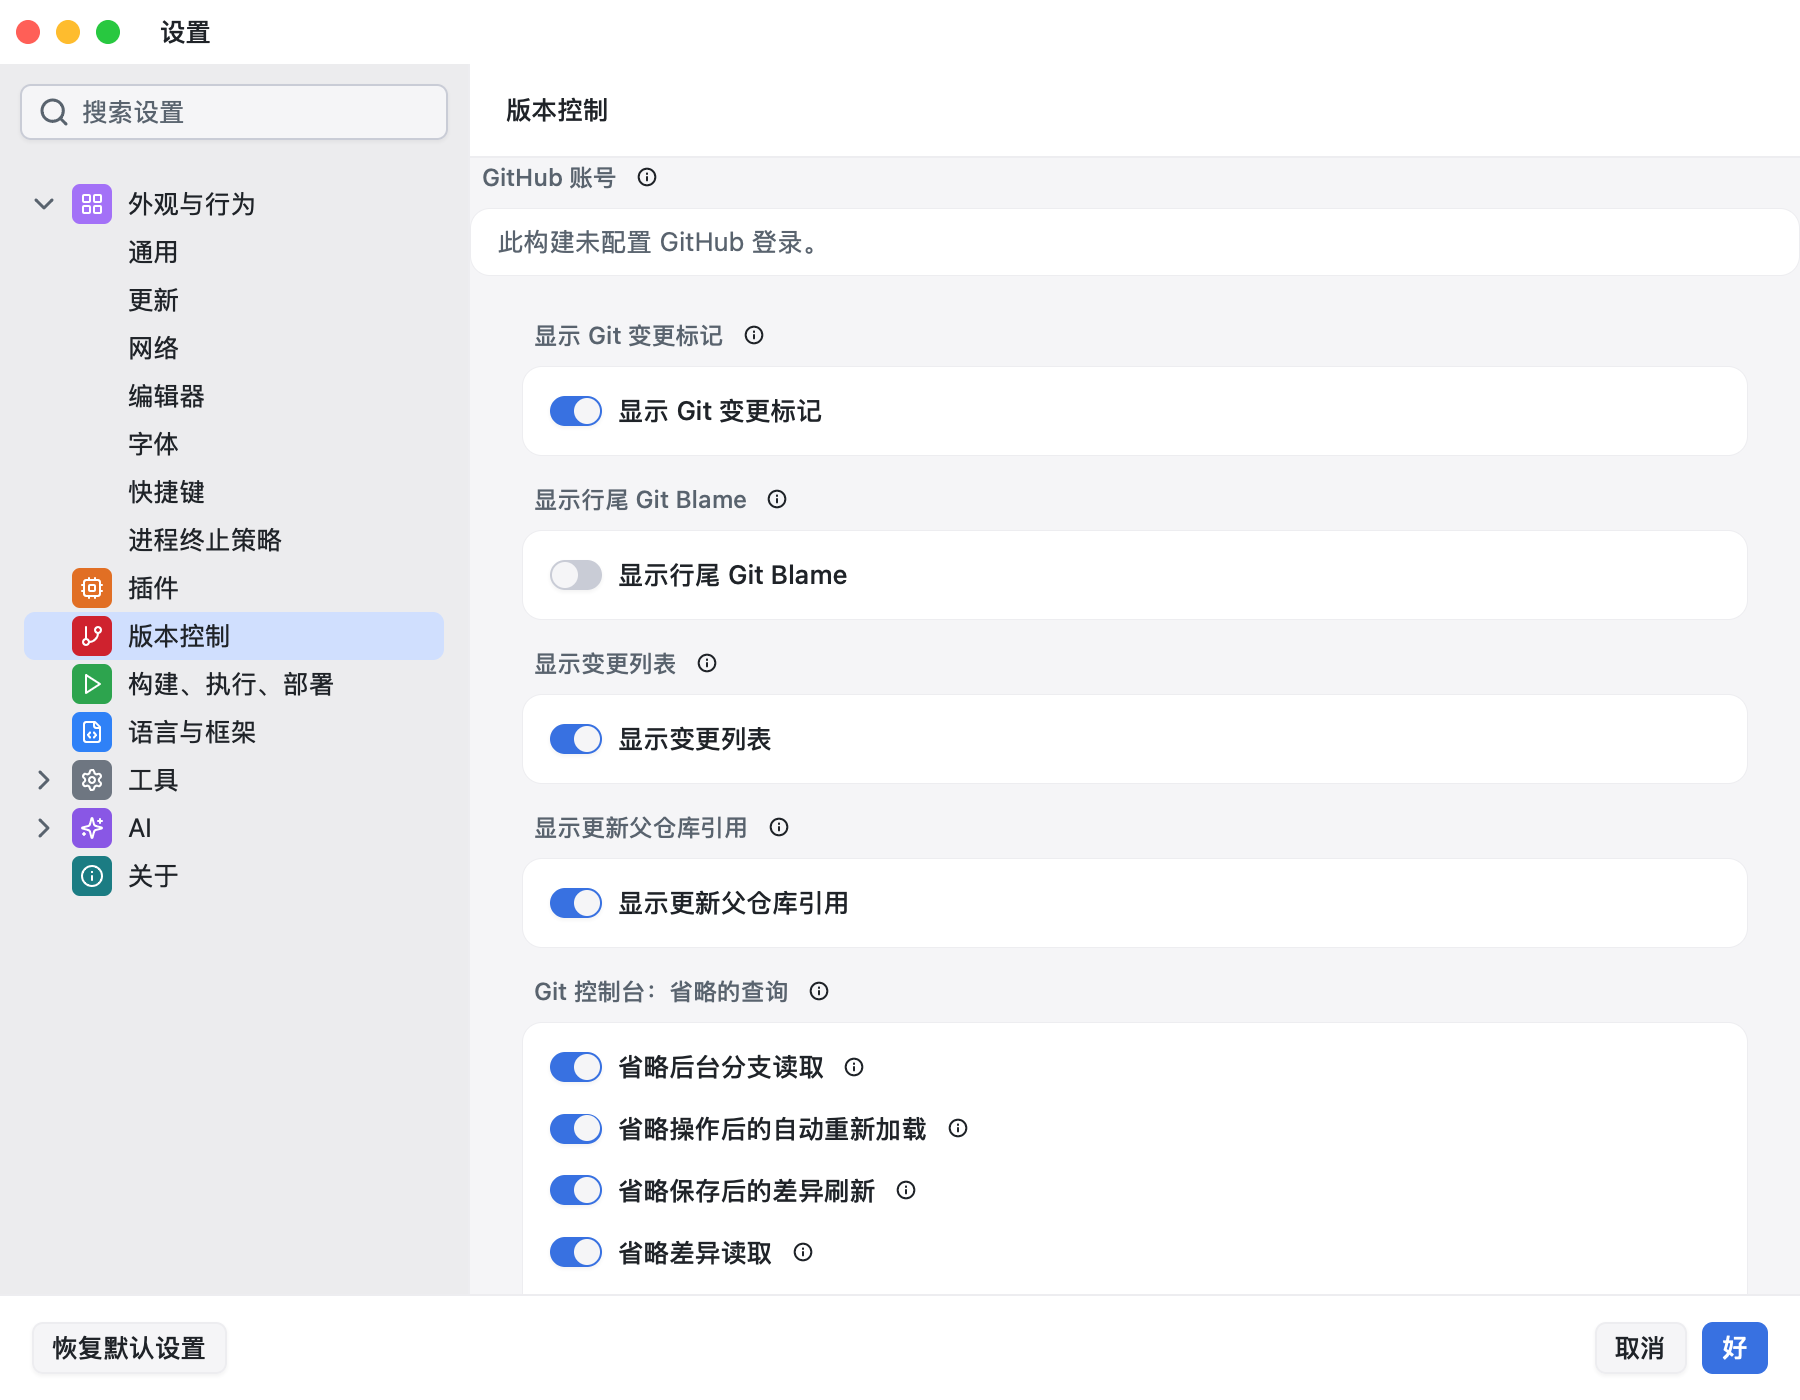 设置
搜索设置
外观与行为
通用
更新
网络
编辑器
字体
快捷键
进程终止策略
插件
版本控制
构建、执行、部署
语言与框架
工具
AI
关于
版本控制
GitHub 账号
此构建未配置 GitHub 登录。
显示 Git 变更标记
显示 Git 变更标记
显示行尾 Git Blame
显示行尾 Git Blame
显示变更列表
显示变更列表
显示更新父仓库引用
显示更新父仓库引用
Git 控制台：省略的查询
省略后台分支读取
省略操作后的自动重新加载
省略保存后的差异刷新
省略差异读取
恢复默认设置
取消
好